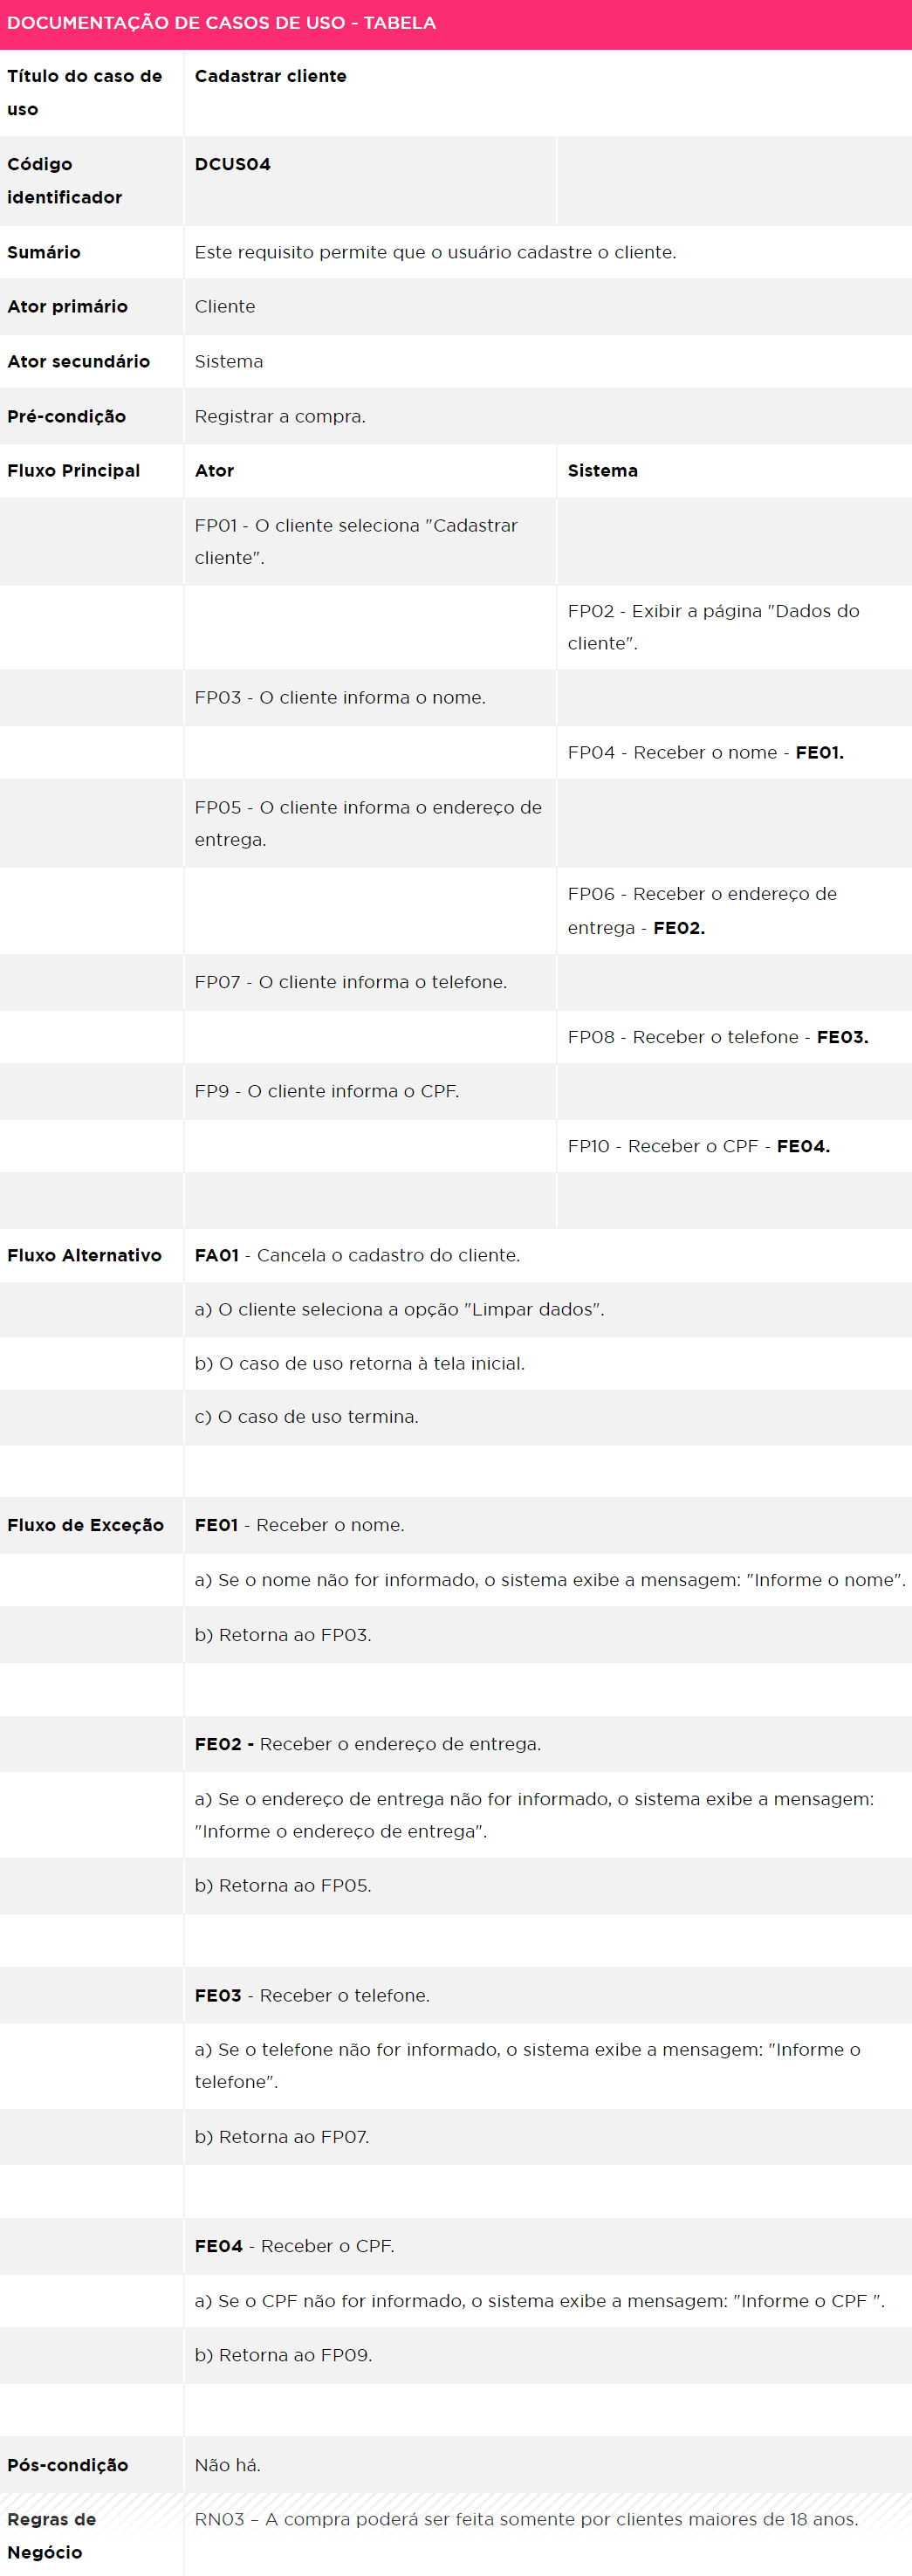 DOCUMENTAÇÃO DE CASOS DE USO - TABELA
Título do caso de
uso
Cadastrar cliente
Código
identificador
DCUS04
Sumário
Este requisito permite que o usuário cadastre o cliente.
Ator primário
Cliente
Ator secundário
Sistema
Pré-condição
Registrar a compra.
Fluxo Principal
Ator
Sistema
FP01 - O cliente seleciona "Cadastrar
cliente".
FP02 - Exibir a página "Dados do
cliente".
FP03 - O cliente informa o nome.
FP04 - Receber o nome - FE01.
FP05 - O cliente informa o endereço de
entrega.
FP06 - Receber o endereço de
entrega - FE02.
FP07 - O cliente informa o telefone.
FP08 - Receber o telefone - FE03.
FP9 - O cliente informa o CPF.
FP10 - Receber o CPF - FE04.
Fluxo Alternativo
FA01 - Cancela o cadastro do cliente.
a) O cliente seleciona a opção "Limpar dados".
b) O caso de uso retorna à tela inicial.
c) O caso de uso termina.
Fluxo de Exceção
FE01 - Receber o nome.
a) Se o nome não for informado, o sistema exibe a mensagem: "Informe o nome".
b) Retorna ao FP03.
FE02 - Receber o endereço de entrega.
a) Se o endereço de entrega não for informado, o sistema exibe a mensagem:
"Informe o endereço de entrega".
b) Retorna ao FP05.
FE03 - Receber o telefone.
a) Se o telefone não for informado, o sistema exibe a mensagem: "Informe o
telefone".
b) Retorna ao FP07.
FE04 - Receber o CPF.
a) Se o CPF não for informado, o sistema exibe a mensagem: "Informe o CPF ".
b) Retorna ao FP09.
Pós-condição
Não há.
Regras de
Negócio
RN03 – A compra poderá ser feita somente por clientes maiores de 18 anos.